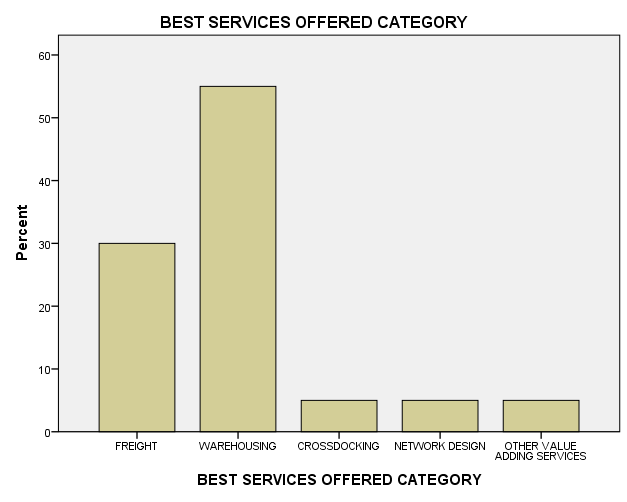 BEST SERVICES OFFERED CATEGORY
Percent
60
50
40
30
20
10
0
FREIGHT
WAREHOUSING
CROSSDOCKING
NETWORK DESIGN
OTHER VALUE
ADDING SERVICES
BEST SERVICES OFFERED CATEGORY